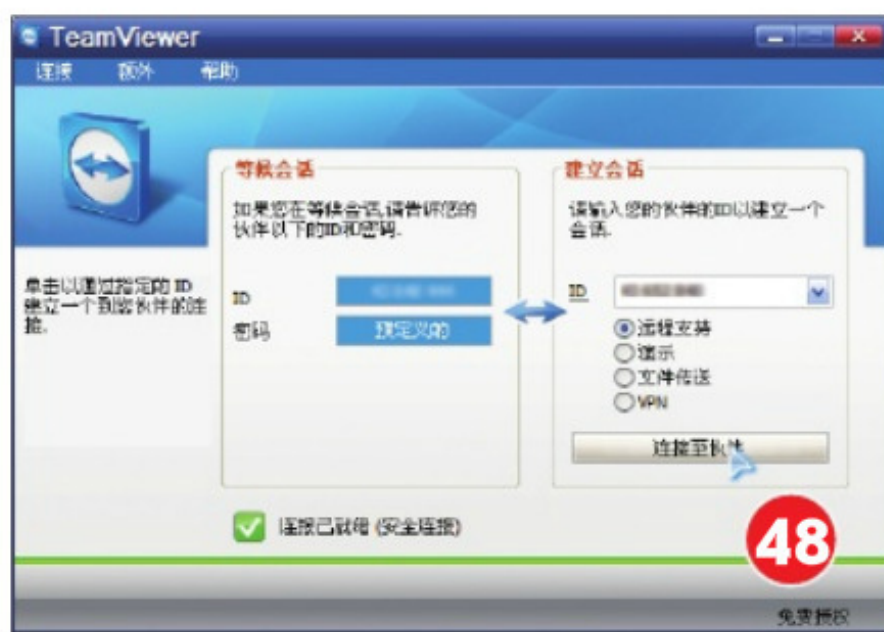 TeamViewer
连接 额外 帮助
等候会话
如果您在等候会话,请告诉您的
伙伴以下的ID和密码.
ID
密码 预定义的
建立会话
请输入您的伙伴的ID以建立一个
会话.
ID
远程支持
演示
文件传送
VPN
连接至伙伴
单击以通过指定的 ID
建立一个到您伙伴的连
接.
连接已就绪 (安全连接)
48
免费授权